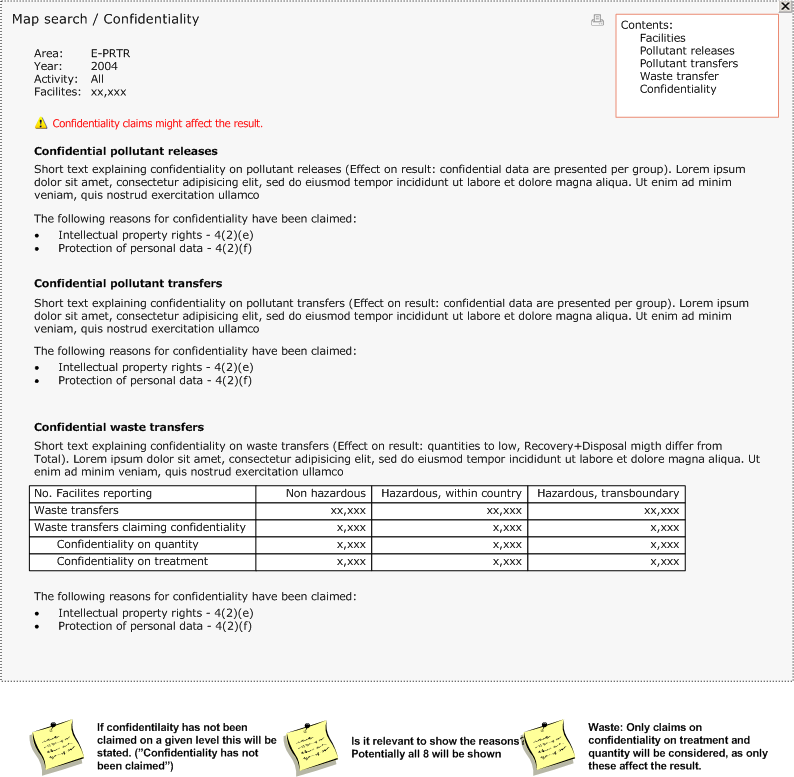 Map search / Confidentiality
Contents:
Facilities
Pollutant releases
Pollutant transfers
Waste transfer
Confidentiality
Area: E-PRTR
Year: 2004
Activity: All
Facilites: xx,xxx
Confidentiality claims might affect the result.
Confidential pollutant releases
Short text explaining confidentiality on pollutant releases (Effect on result: confidential data are presented per group). Lorem ipsum
dolor sit amet, consectetur adipisicing elit, sed do eiusmod tempor incididunt ut labore et dolore magna aliqua. Ut enim ad minim
veniam, quis nostrud exercitation ullamco
The following reasons for confidentiality have been claimed:
• Intellectual property rights - 4(2)(e)
• Protection of personal data - 4(2)(f)
Confidential pollutant transfers
Short text explaining confidentiality on pollutant transfers (Effect on result: confidential data are presented per group). Lorem ipsum
dolor sit amet, consectetur adipisicing elit, sed do eiusmod tempor incididunt ut labore et dolore magna aliqua. Ut enim ad minim
veniam, quis nostrud exercitation ullamco
The following reasons for confidentiality have been claimed:
• Intellectual property rights - 4(2)(e)
• Protection of personal data - 4(2)(f)
Confidential waste transfers
Short text explaining confidentiality on waste transfers (Effect on result: quantities to low, Recovery+Disposal migth differ from
Total). Lorem ipsum dolor sit amet, consectetur adipisicing elit, sed do eiusmod tempor incididunt ut labore et dolore magna aliqua. Ut
enim ad minim veniam, quis nostrud exercitation ullamco
No. Facilites reporting Non hazardous Hazardous, within country Hazardous, transboundary
Waste transfers xx,xxx xx,xxx xx,xxx
Waste transfers claiming confidentiality x,xxx x,xxx x,xxx
Confidentiality on quantity x,xxx x,xxx x,xxx
Confidentiality on treatment x,xxx x,xxx x,xxx
The following reasons for confidentiality have been claimed:
• Intellectual property rights - 4(2)(e)
• Protection of personal data - 4(2)(f)
If confidentilaity has not been
claimed on a given level this will be
stated. ("Confidentiality has not
been claimed")
Is it relevant to show the reasons?
Potentially all 8 will be shown
Waste: Only claims on
confidentiality on treatment and
quantity will be considered, as only
these affect the result.